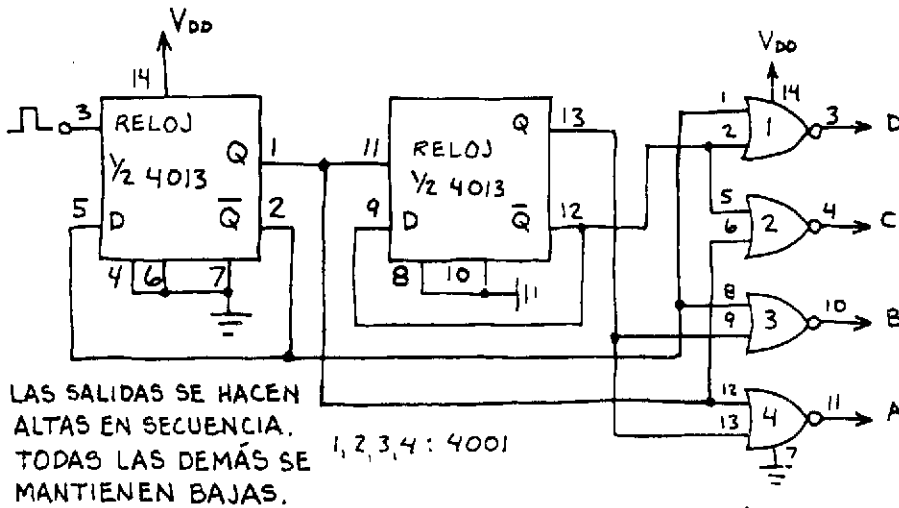 VDD
14
3
RELOJ
Q
1
1/2 4013
5
D
Q̅
2
4
6
7
11
RELOJ
Q
13
1/2 4013
9
D
Q̅
12
8
10
VDD
14
1
2
1
3
D
5
6
2
4
C
8
9
3
10
B
12
13
4
11
A
7
LAS SALIDAS SE HACEN
ALTAS EN SECUENCIA.
TODAS LAS DEMÁS SE
MANTIENEN BAJAS.
1, 2, 3, 4 : 4001